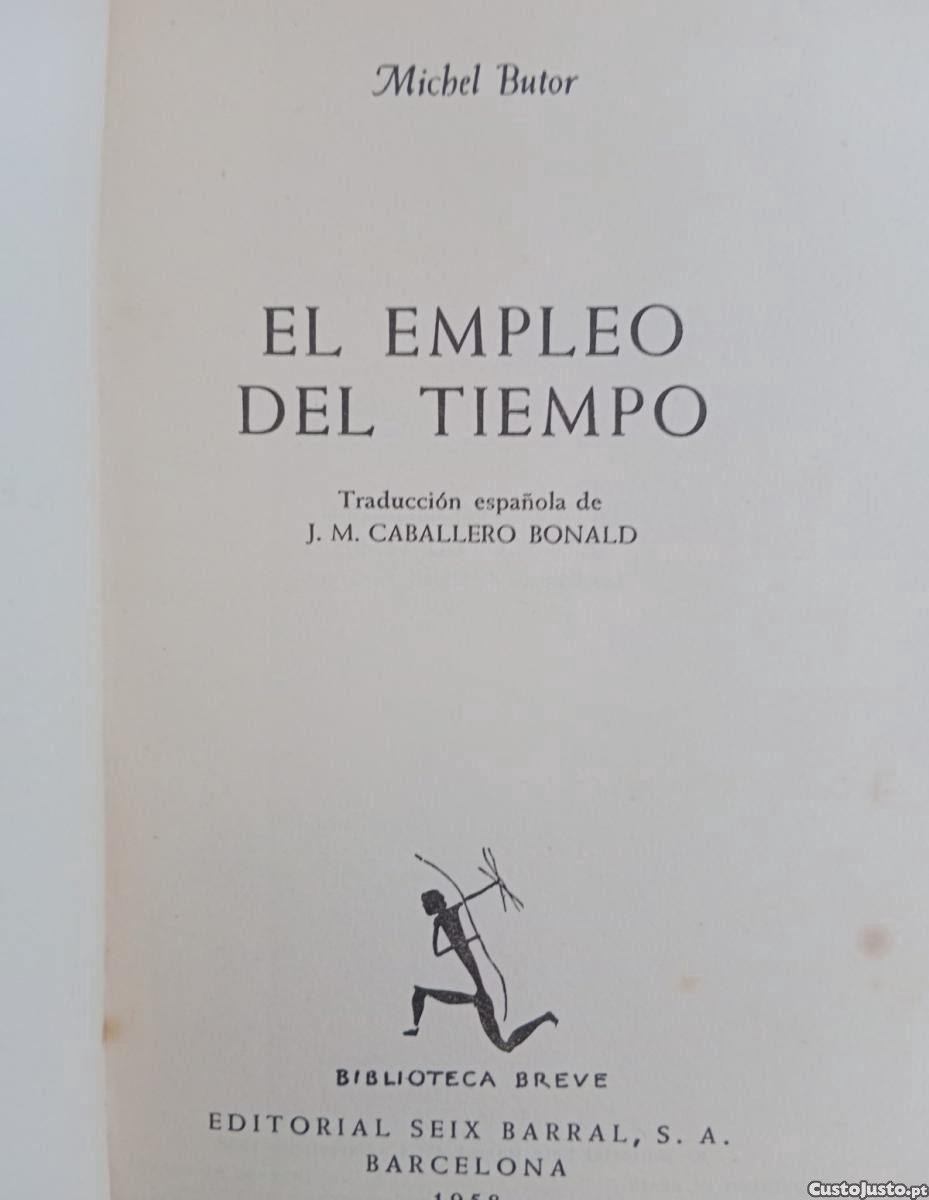 Michel Butor
EL EMPLEO
DEL TIEMPO
Traducción española de
J. M. CABALLERO BONALD
BIBLIOTECA BREVE
EDITORIAL SEIX BARRAL, S. A.
BARCELONA
1958
CustoJusto.pt